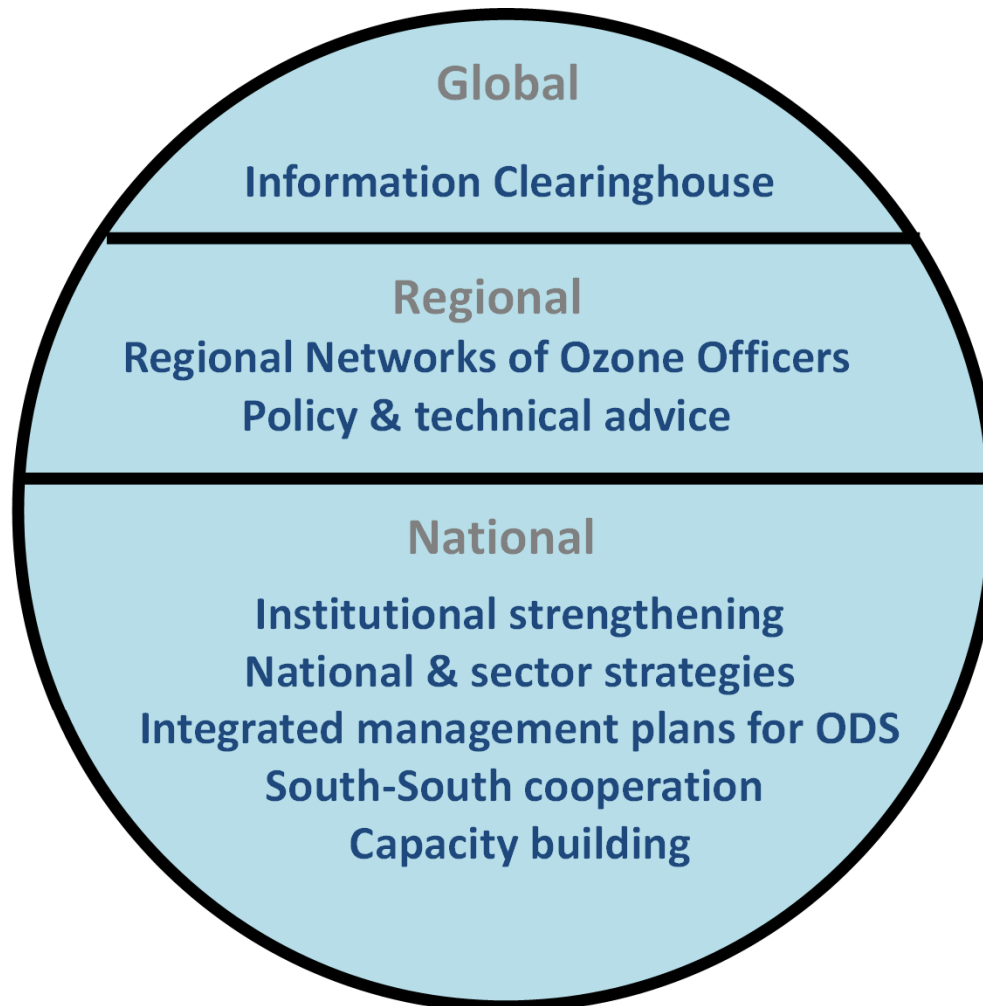 Global
Information Clearinghouse
Regional
Regional Networks of Ozone Officers
Policy & technical advice
National
Institutional strengthening
National & sector strategies
Integrated management plans for ODS
South-South cooperation
Capacity building